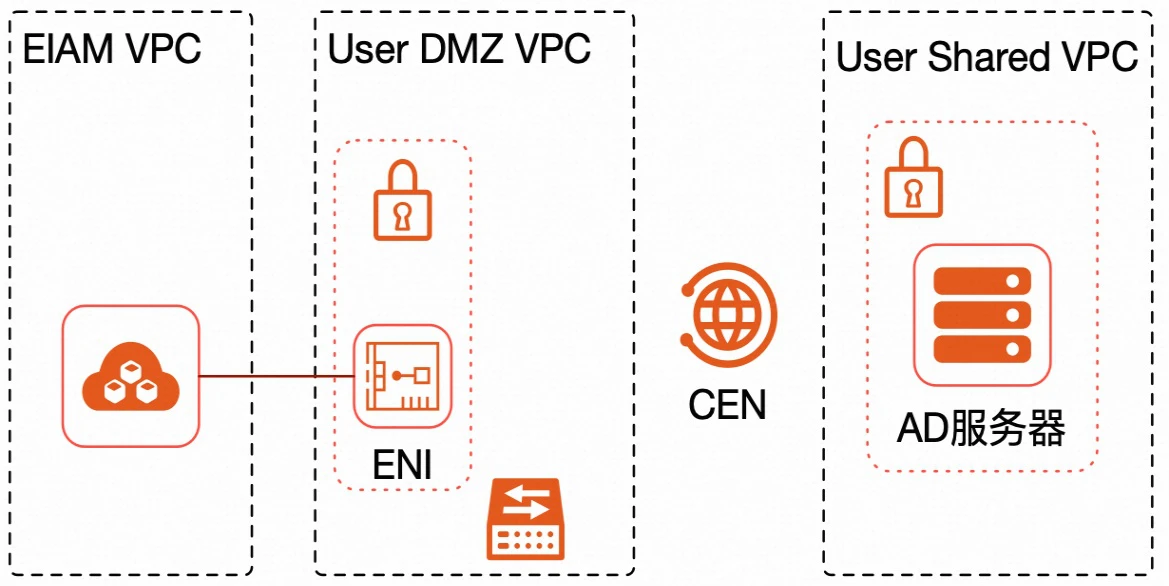 EIAM VPC
User DMZ VPC
User Shared VPC
ENI
CEN
AD服务器